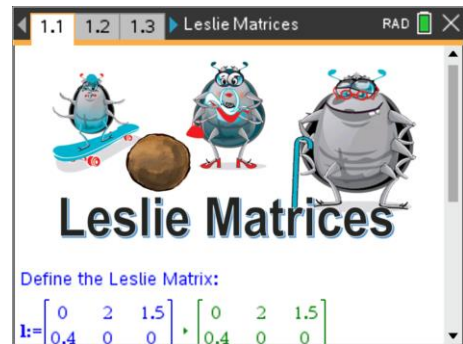 1.1 1.2 1.3 Leslie Matrices RAD
Leslie Matrices
Define the Leslie Matrix:
l:=[0 2 1.5 ▸ [0 2 1.5
0.4 0 0 0.4 0 0